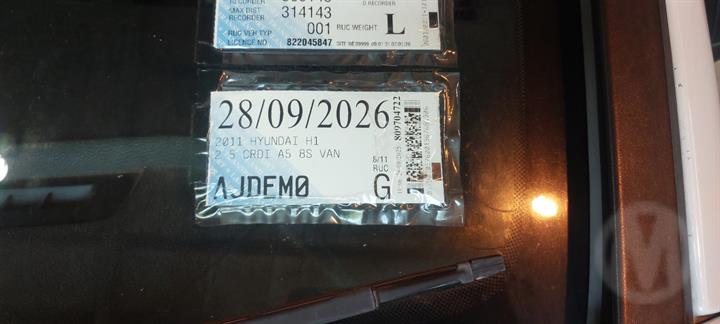 D.RECORDER
MAX DIST
RECORDER
314143
RUC VEH TYP
001
RUC WEIGHT
L
LICENCE NO
822045847
28/09/2026
2011 HYUNDAI H1
2.5 CRDI A5 8S VAN
6/11
RUC
AJDEM0
G
809704722
M